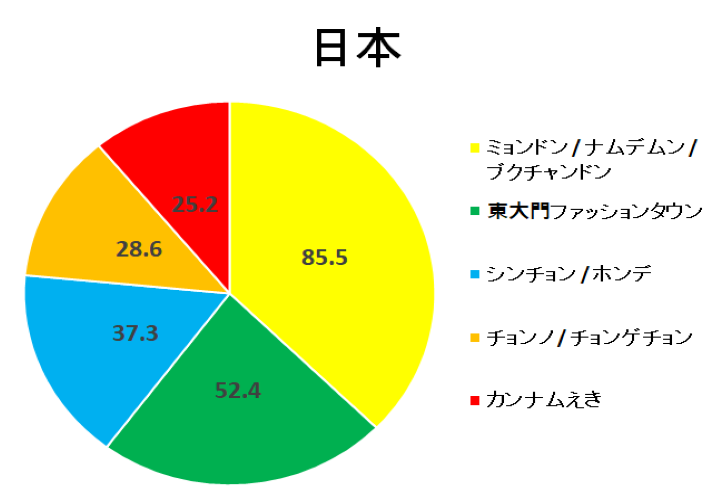 日本
85.5
52.4
37.3
28.6
25.2
ミョンドン/ナムデムン/
ブクチャンドン
東大門ファッションタウン
シンチョン/ホンデ
チョンノ/チョンゲチョン
カンナムえき